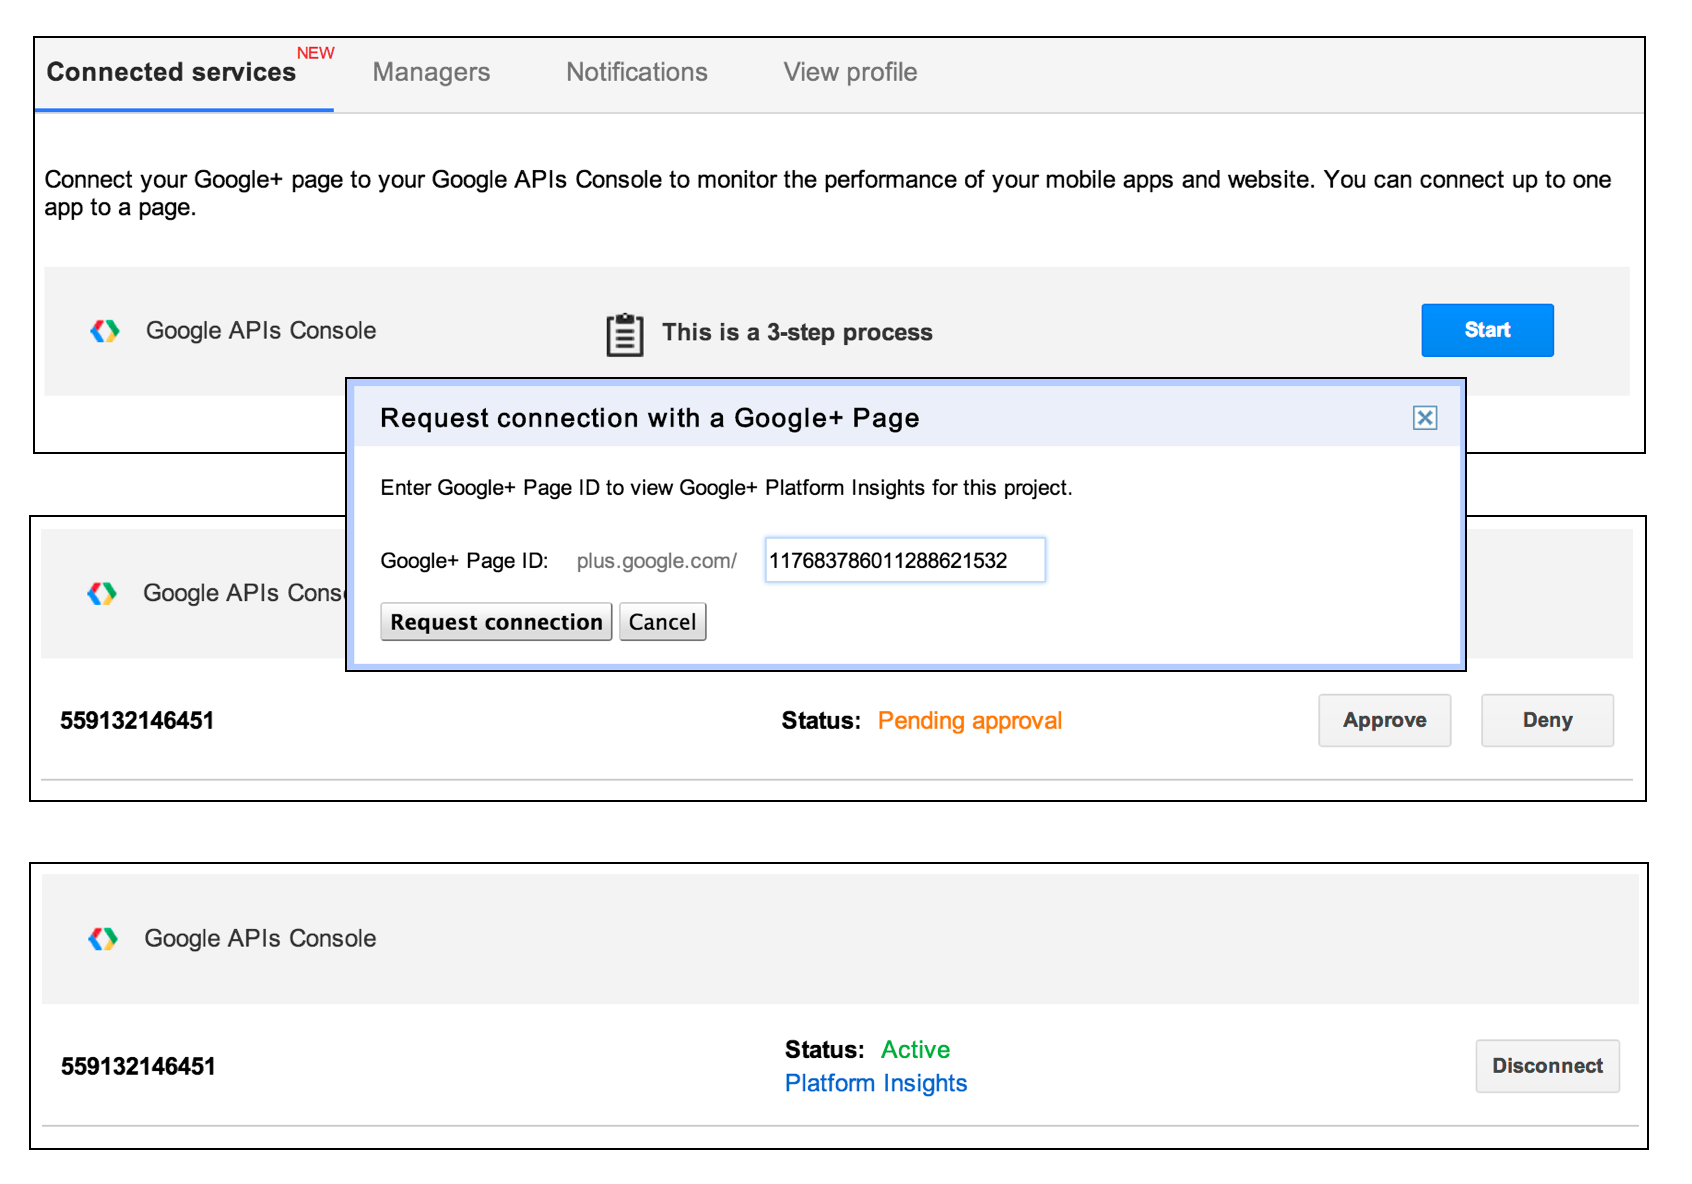 Connected services NEW
Managers
Notifications
View profile
Connect your Google+ page to your Google APIs Console to monitor the performance of your mobile apps and website. You can connect up to one
app to a page.
Google APIs Console
This is a 3-step process
Start
Request connection with a Google+ Page
Enter Google+ Page ID to view Google+ Platform Insights for this project.
Google+ Page ID: plus.google.com/ 117683786011288621532
Request connection
Cancel
Google APIs Conso
559132146451
Status: Pending approval
Approve
Deny
Google APIs Console
559132146451
Status: Active
Platform Insights
Disconnect